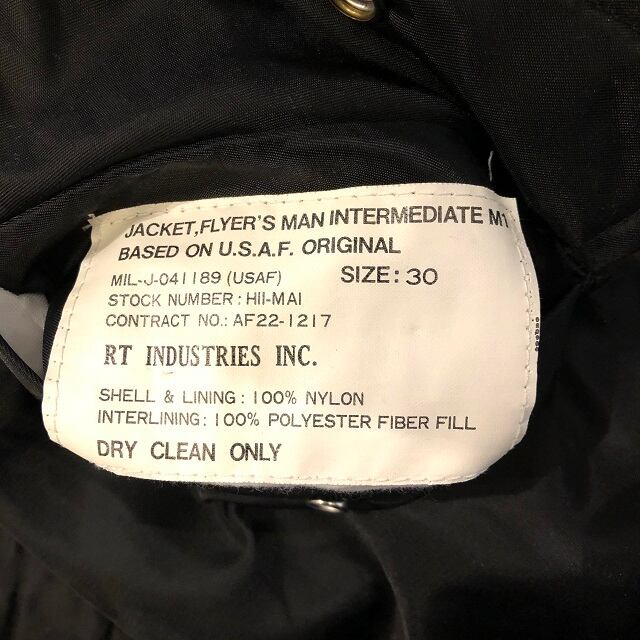 JACKET,FLYER'S MAN INTERMEDIATE M1
BASED ON U.S.A.F. ORIGINAL
MIL-J-041189 (USAF) SIZE: 30
STOCK NUMBER: HII-MAI
CONTRACT NO.: AF22-1217
RT INDUSTRIES INC.
SHELL & LINING : 100% NYLON
INTERLINING: 100% POLYESTER FIBER FILL
DRY CLEAN ONLY